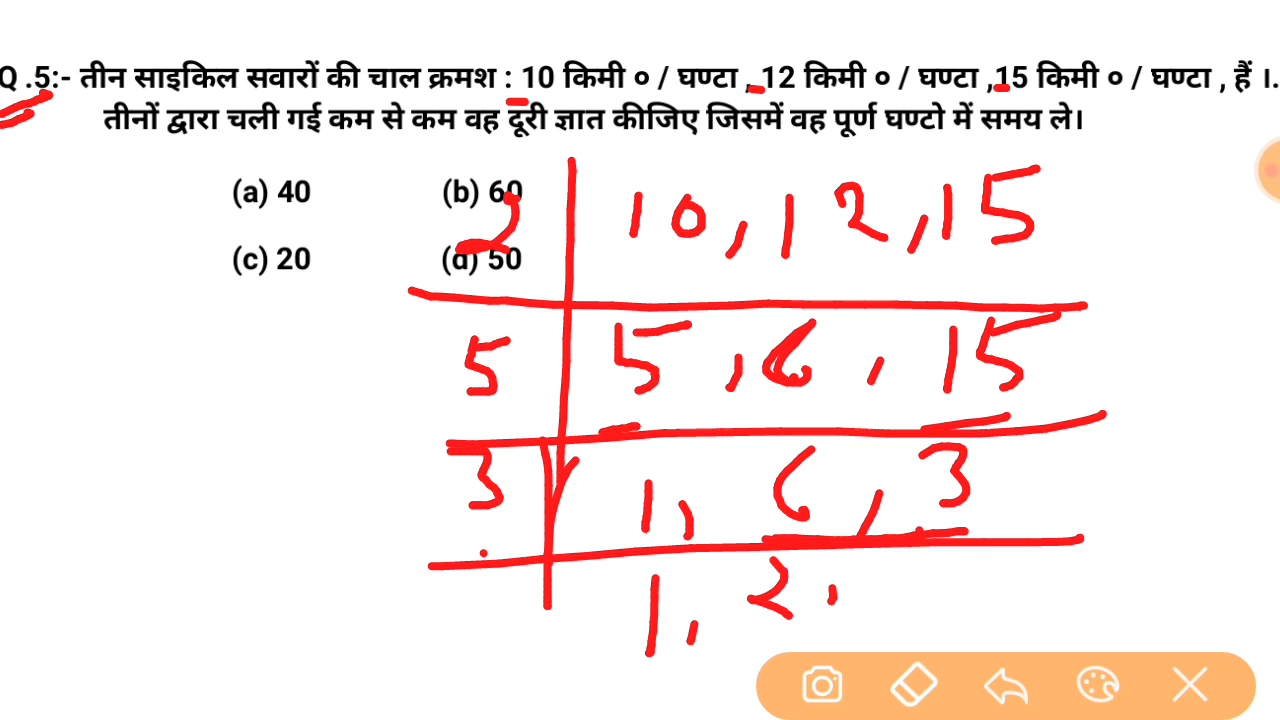 Q .5:- तीन साइकिल सवारों की चाल क्रमश : 10 किमी ० / घण्टा , 12 किमी ० / घण्टा ,15 किमी ० / घण्टा , हैं ।.
तीनों द्वारा चली गई कम से कम वह दूरी ज्ञात कीजिए जिसमें वह पूर्ण घण्टो में समय ले।
(a) 40 (b) 60
(c) 20 (d) 50
2 10, 12, 15
5 5, 6, 15
3 1, 6, 3
1, 2,